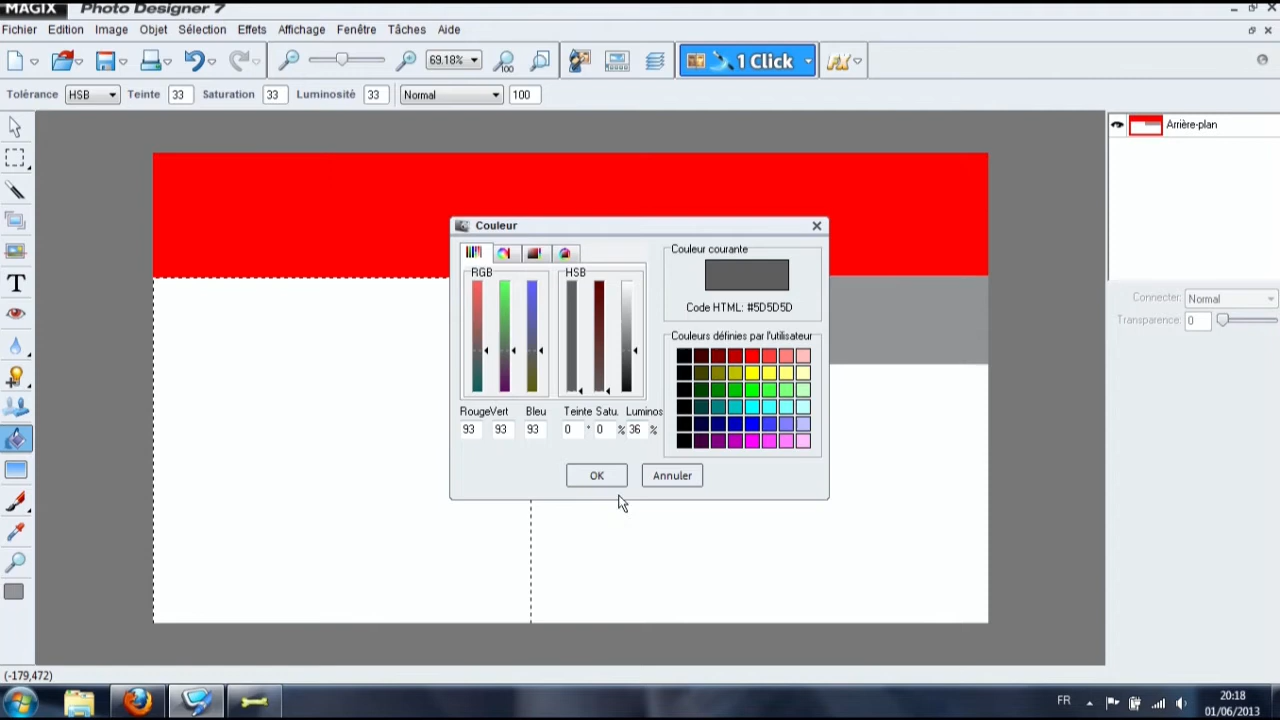 MAGIX Photo Designer 7
Fichier Edition Image Objet Sélection Effets Affichage Fenêtre Tâches Aide
69.18% 100 1 Click
Tolérance HSB Teinte 33 Saturation 33 Luminosité 33 Normal 100
Arrière-plan
Couleur
RGB HSB
Rouge Vert Bleu Teinte Satu. Luminos
93 93 93 0 ° 0 % 36 %
Couleur courante
Code HTML: #5D5D5D
Couleurs définies par l'utilisateur
OK Annuler
Connecter: Normal
Transparence: 0
T
(-179,472)
FR
20:18
01/06/2013